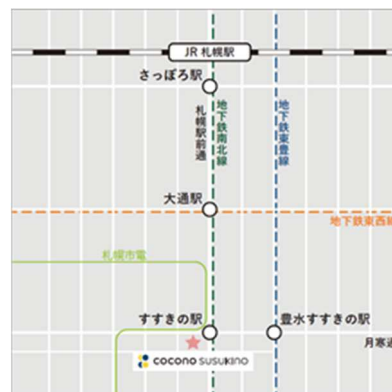 JR 札幌駅
さっぽろ駅
札幌駅前通
地下鉄南北線
地下鉄東豊線
大通駅
地下鉄東西線
札幌市電
すすきの駅
豊水すすきの駅
月寒通
COCONO SUSUKINO